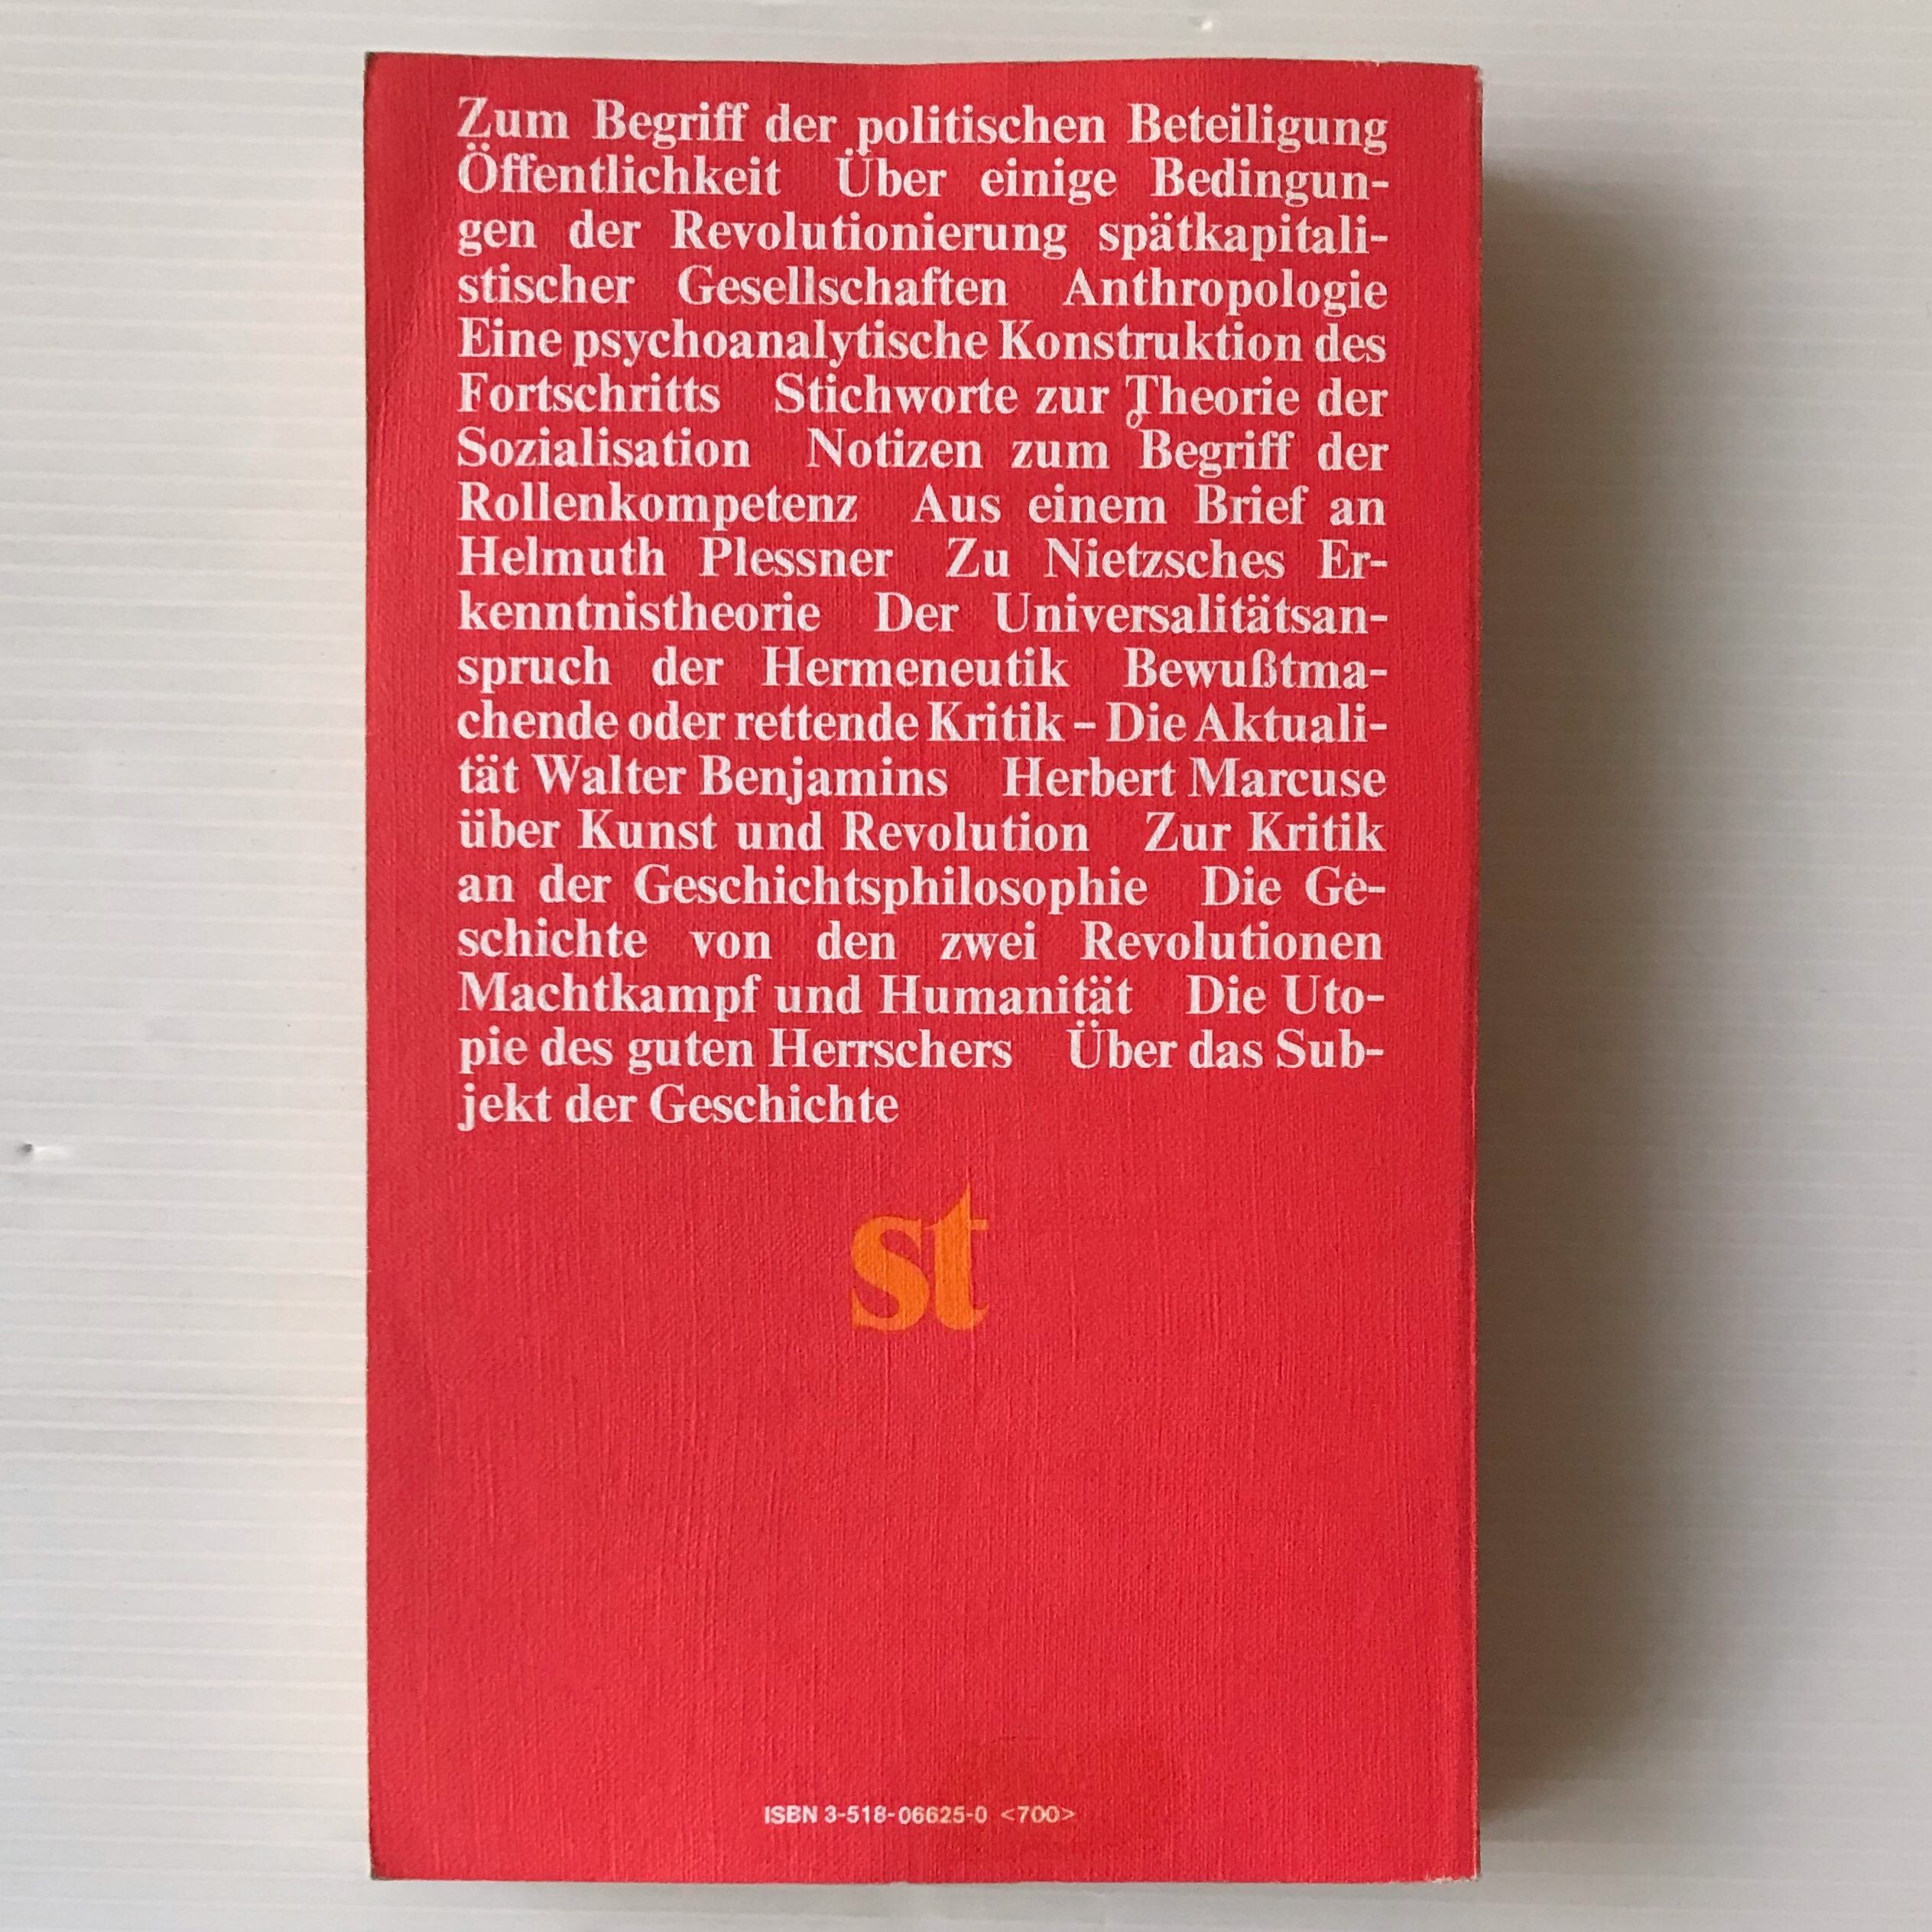 Zum Begriff der politischen Beteiligung
Öffentlichkeit Über einige Bedingun-
gen der Revolutionierung spätkapitali-
stischer Gesellschaften Anthropologie
Eine psychoanalytische Konstruktion des
Fortschritts Stichworte zur Theorie der
Sozialisation Notizen zum Begriff der
Rollenkompetenz Aus einem Brief an
Helmuth Plessner Zu Nietzsches Er-
kenntnistheorie Der Universalitätsan-
spruch der Hermeneutik Bewußtma-
chende oder rettende Kritik – Die Aktuali-
tät Walter Benjamins Herbert Marcuse
über Kunst und Revolution Zur Kritik
an der Geschichtsphilosophie Die Ge-
schichte von den zwei Revolutionen
Machtkampf und Humanität Die Uto-
pie des guten Herrschers Über das Sub-
jekt der Geschichte
st
ISBN 3-518-06625-0 <700>